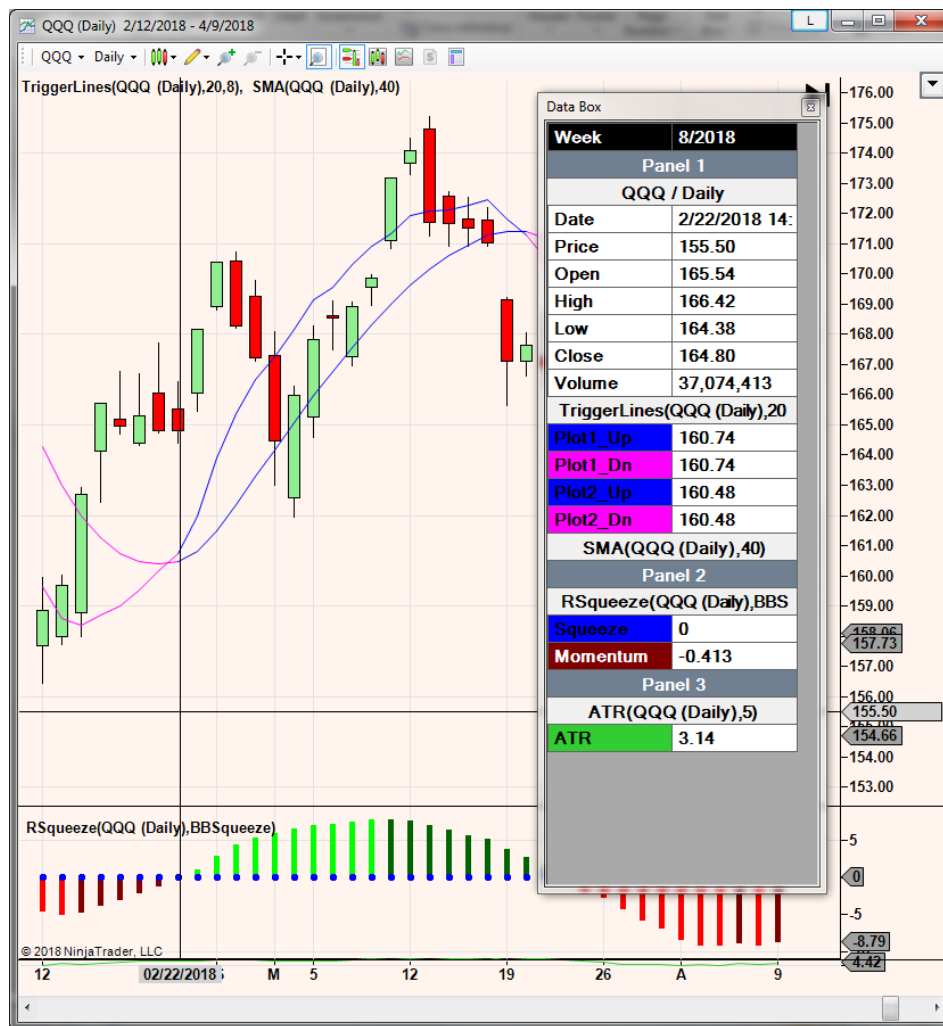 QQQ (Daily) 2/12/2018 - 4/9/2018
L
QQQ Daily
TriggerLines(QQQ (Daily),20,8), SMA(QQQ (Daily),40)
Data Box
Week 8/2018
Panel 1
QQQ / Daily
Date 2/22/2018 14:
Price 155.50
Open 165.54
High 166.42
Low 164.38
Close 164.80
Volume 37,074,413
TriggerLines(QQQ (Daily),20
Plot1_Up 160.74
Plot1_Dn 160.74
Plot2_Up 160.48
Plot2_Dn 160.48
SMA(QQQ (Daily),40)
Panel 2
RSqueeze(QQQ (Daily),BBS
Squeeze 0
Momentum -0.413
Panel 3
ATR(QQQ (Daily),5)
ATR 3.14
176.00
175.00
174.00
173.00
172.00
171.00
170.00
169.00
168.00
167.00
166.00
165.00
164.00
163.00
162.00
161.00
160.00
159.00
158.06
157.73
157.00
156.00
155.50
154.66
154.00
153.00
RSqueeze(QQQ (Daily),BBSqueeze)
5
0
-5
-8.79
4.42
© 2018 NinjaTrader, LLC
12 02/22/2018 M 5 12 19 26 A 9